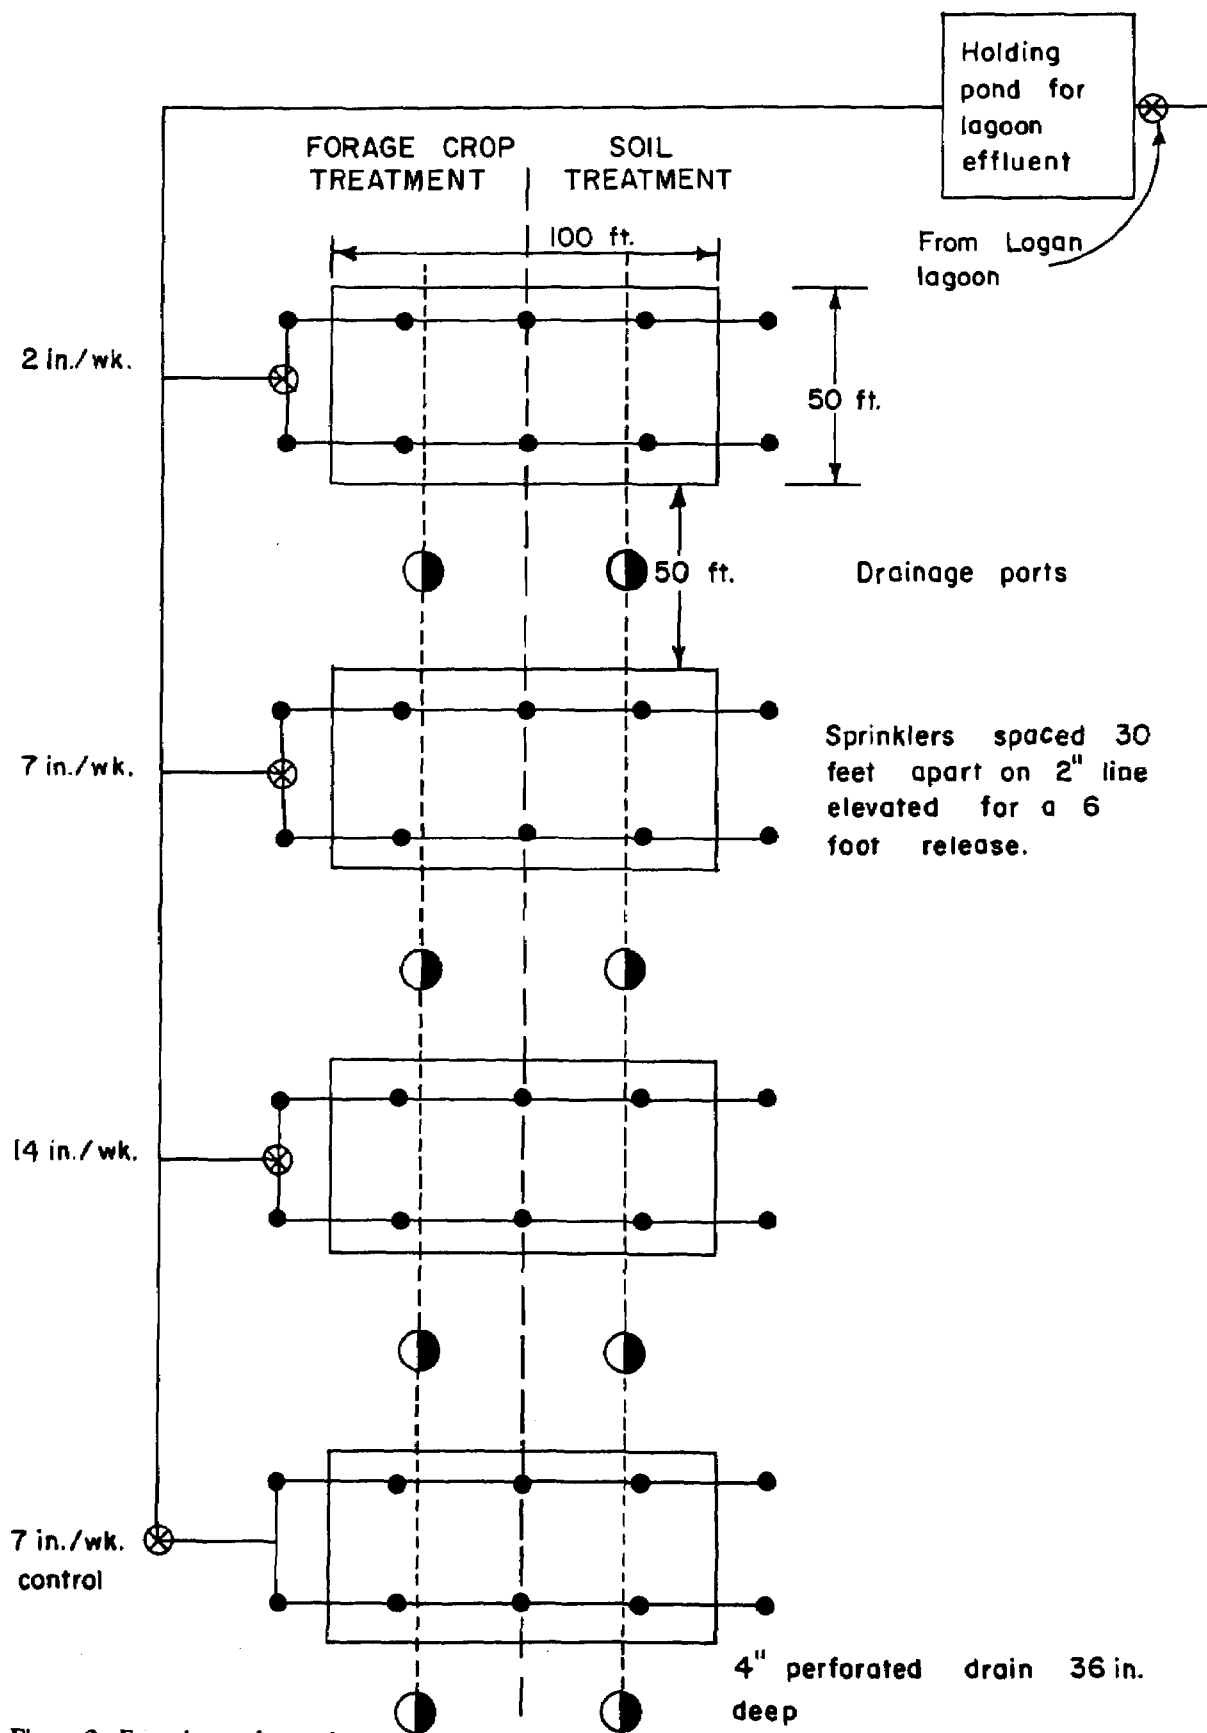 Holding
pond for
lagoon
effluent
FORAGE CROP
TREATMENT
SOIL
TREATMENT
From Logan
lagoon
100 ft.
2 in./wk.
50 ft.
50 ft.
Drainage ports
7 in./wk.
Sprinklers spaced 30
feet apart on 2" line
elevated for a 6
foot release.
14 in./wk.
7 in./wk.
control
4" perforated drain 36 in.
deep